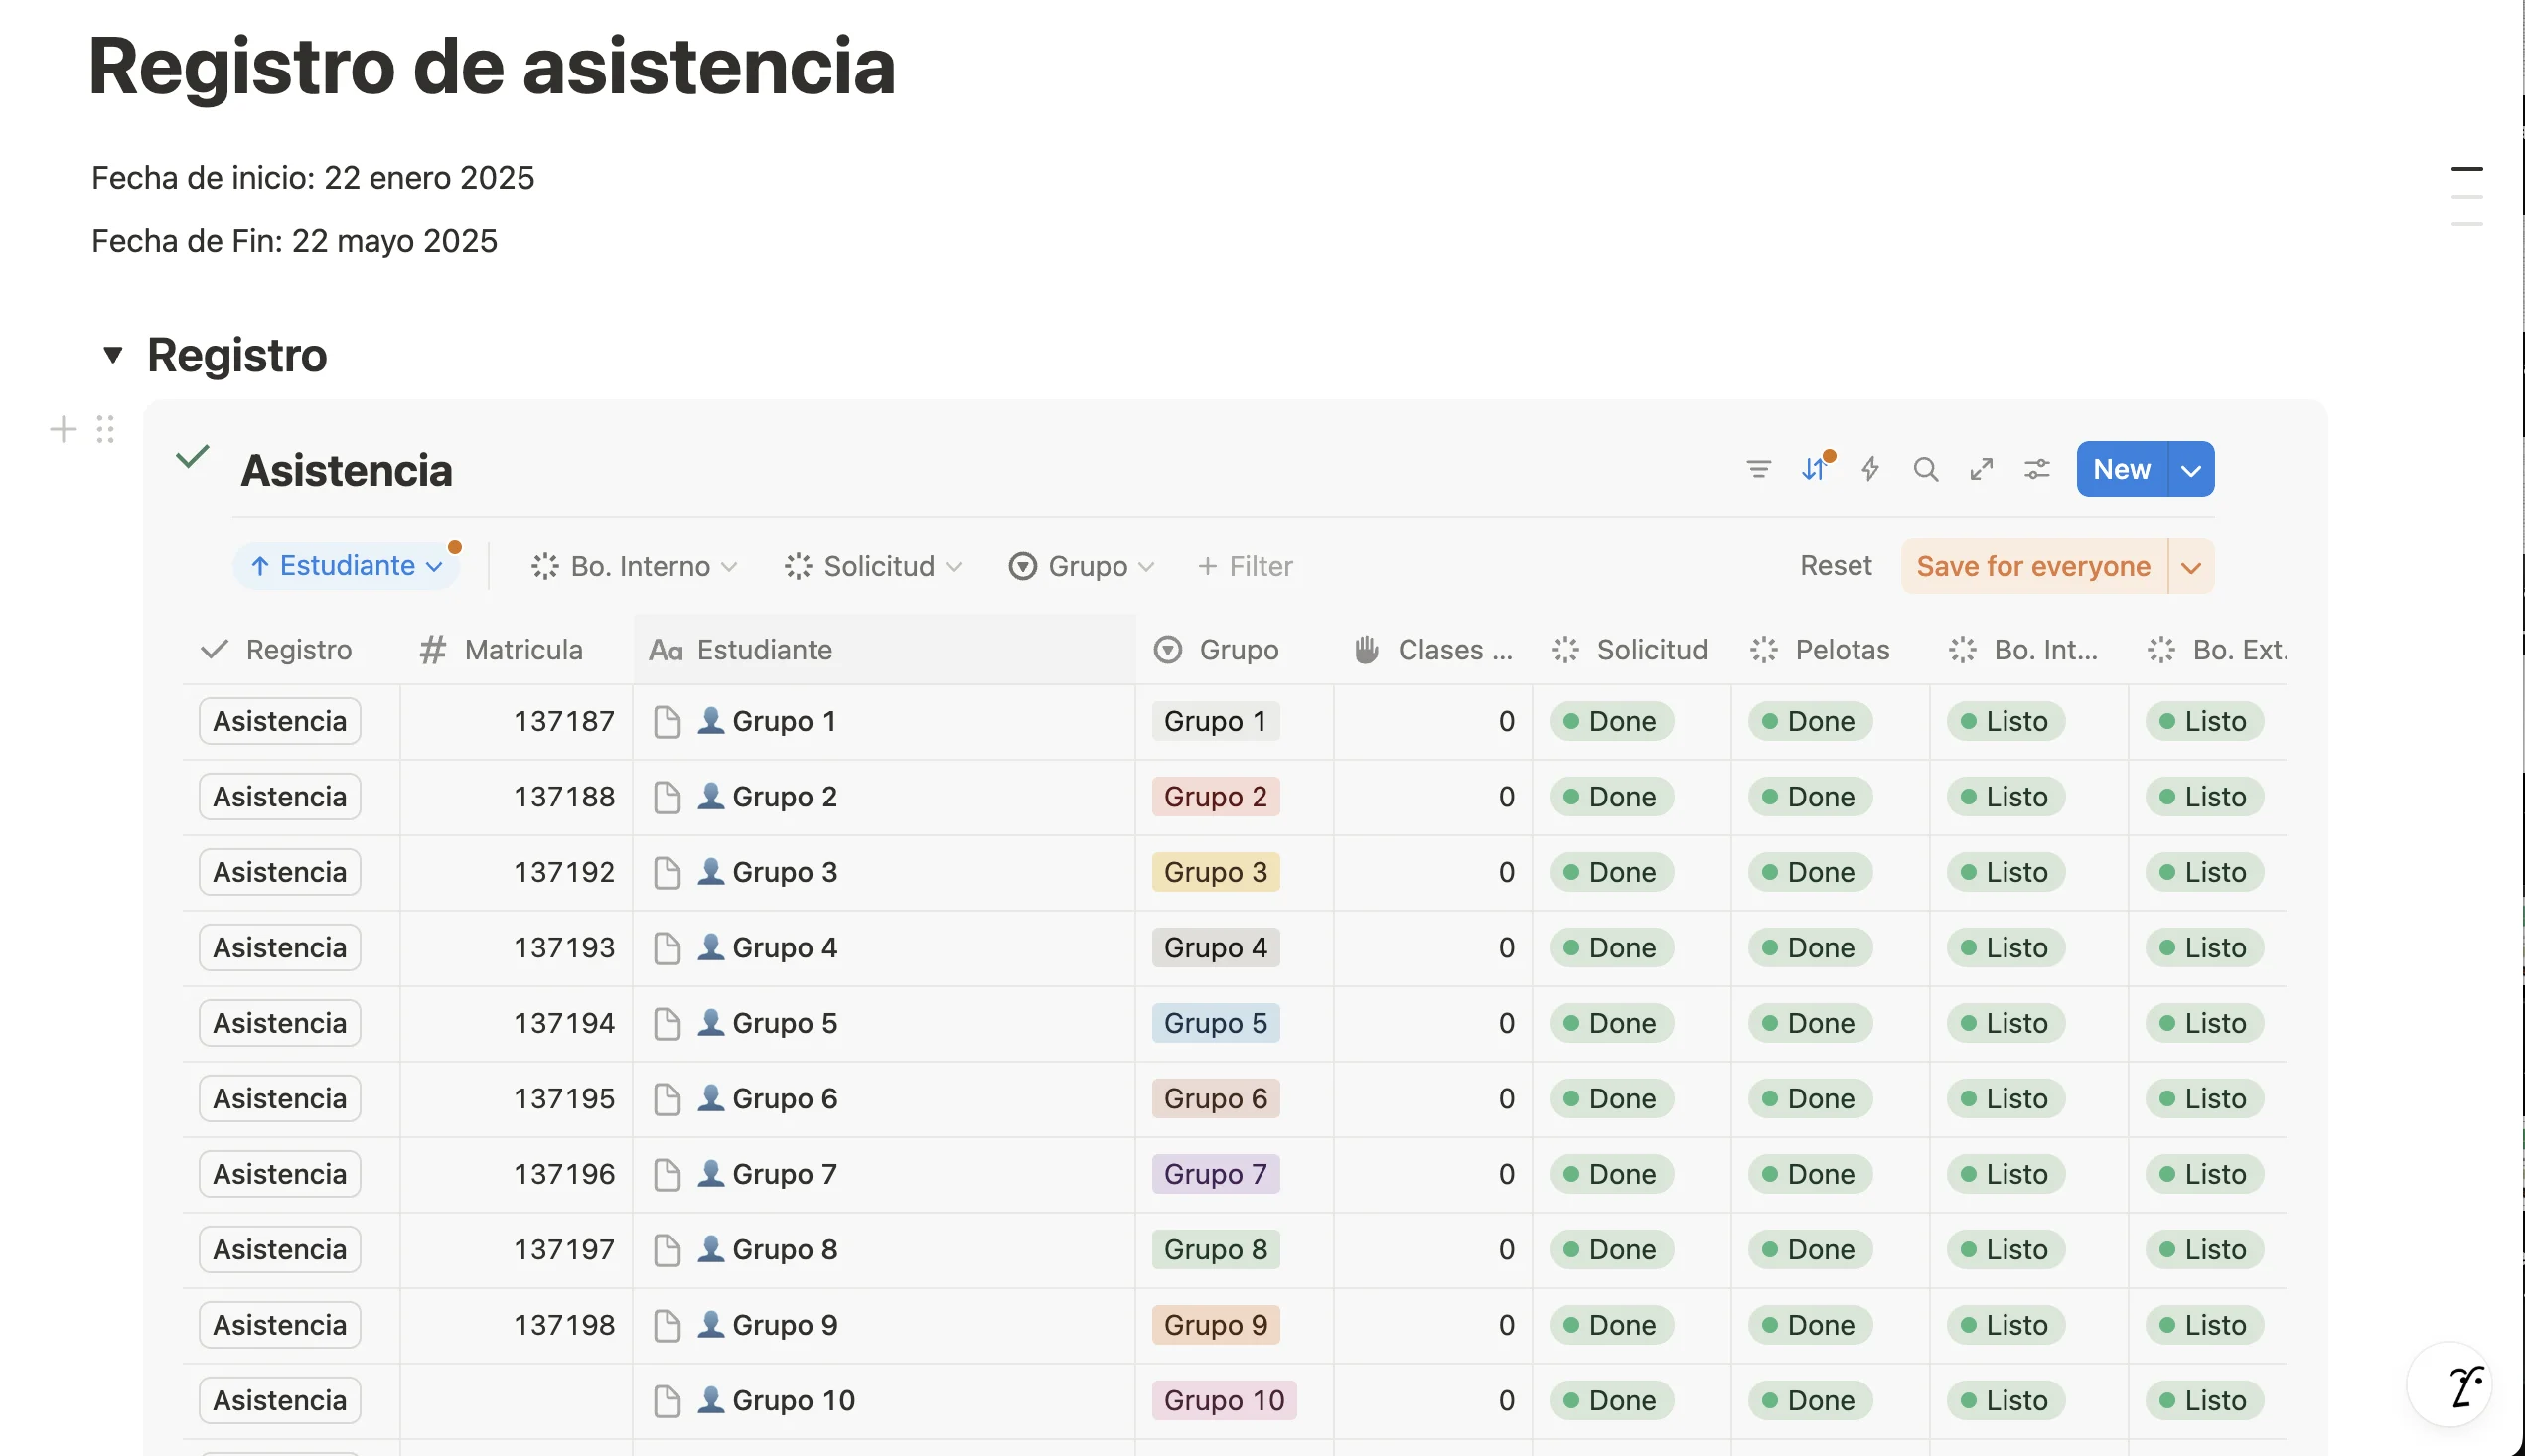 Registro de asistencia
Fecha de inicio: 22 enero 2025
Fecha de Fin: 22 mayo 2025
Registro
Asistencia
New
Estudiante Bo. Interno Solicitud Grupo + Filter Reset Save for everyone
Registro # Matricula Aa Estudiante Grupo Clases ... Solicitud Pelotas Bo. Int... Bo. Ext.
Asistencia 137187 Grupo 1 Grupo 1 0 Done Done Listo Listo
Asistencia 137188 Grupo 2 Grupo 2 0 Done Done Listo Listo
Asistencia 137192 Grupo 3 Grupo 3 0 Done Done Listo Listo
Asistencia 137193 Grupo 4 Grupo 4 0 Done Done Listo Listo
Asistencia 137194 Grupo 5 Grupo 5 0 Done Done Listo Listo
Asistencia 137195 Grupo 6 Grupo 6 0 Done Done Listo Listo
Asistencia 137196 Grupo 7 Grupo 7 0 Done Done Listo Listo
Asistencia 137197 Grupo 8 Grupo 8 0 Done Done Listo Listo
Asistencia 137198 Grupo 9 Grupo 9 0 Done Done Listo Listo
Asistencia Grupo 10 Grupo 10 0 Done Done Listo Listo